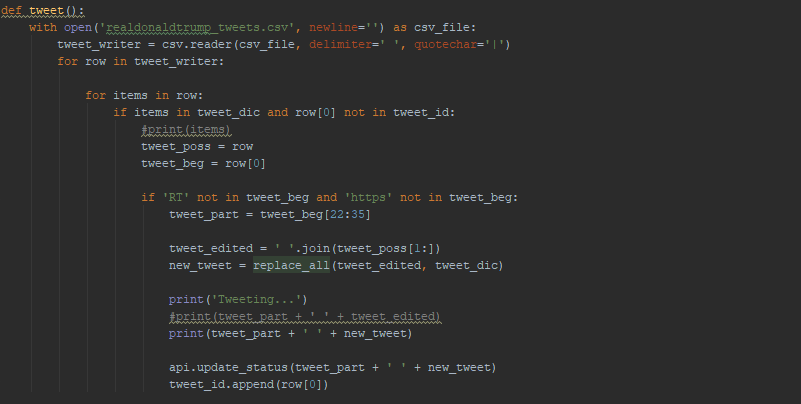 def tweet():
    with open('realdonaldtrump_tweets.csv', newline='') as csv_file:
        tweet_writer = csv.reader(csv_file, delimiter=' ', quotechar='|')
        for row in tweet_writer:

            for items in row:
                if items in tweet_dic and row[0] not in tweet_id:
                    #print(items)
                    tweet_poss = row
                    tweet_beg = row[0]

                    if 'RT' not in tweet_beg and 'https' not in tweet_beg:
                        tweet_part = tweet_beg[22:35]

                        tweet_edited = ' '.join(tweet_poss[1:])
                        new_tweet = replace_all(tweet_edited, tweet_dic)

                        print('Tweeting...')
                        #print(tweet_part + ' ' + tweet_edited)
                        print(tweet_part + ' ' + new_tweet)

                        api.update_status(tweet_part + ' ' + new_tweet)
                        tweet_id.append(row[0])